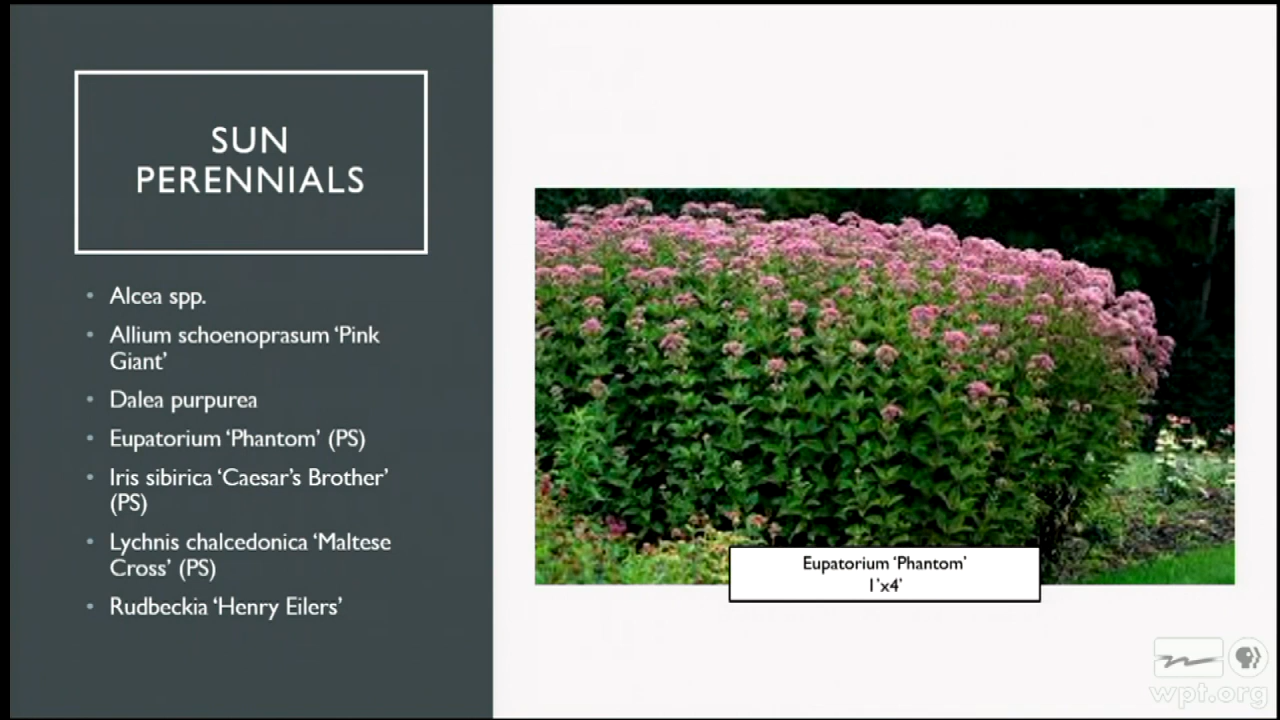 SUN
PERENNIALS
• Alcea spp.
• Allium schoenoprasum ‘Pink
Giant’
• Dalea purpurea
• Eupatorium ‘Phantom’ (PS)
• Iris sibirica ‘Caesar’s Brother’
(PS)
• Lychnis chalcedonica ‘Maltese
Cross’ (PS)
• Rudbeckia ‘Henry Eilers’
Eupatorium ‘Phantom’
1’x4’
wpt.org